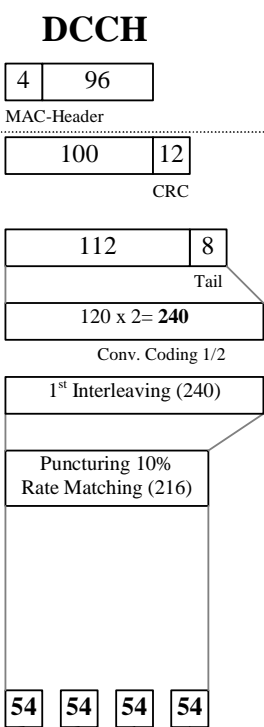 DCCH
4 96
MAC-Header
100 12
CRC
112 8
Tail
120 x 2= 240
Conv. Coding 1/2
1st Interleaving (240)
Puncturing 10%
Rate Matching (216)
54 54 54 54